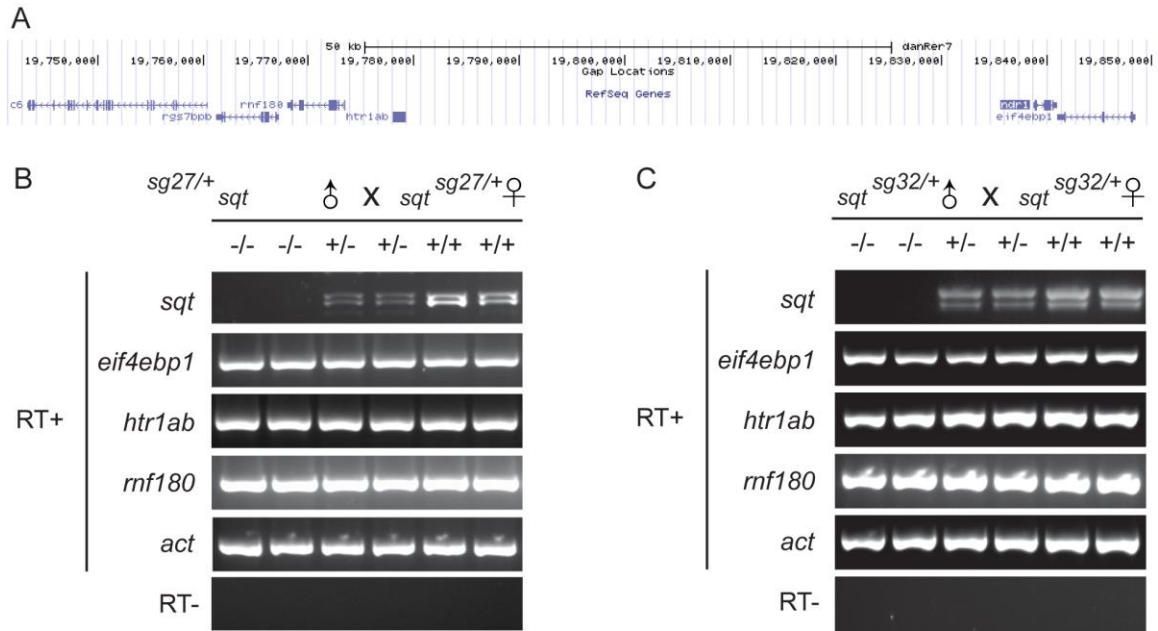 A
50 kb
danRer7
19,750,000| 19,760,000| 19,770,000| 19,780,000| 19,790,000| 19,800,000| 19,810,000| 19,820,000| 19,830,000| 19,840,000| 19,850,000|
Gap Locations
RefSeq Genes
c6 rnf180 ndr1
rgs7bpb htr1ab eif4ebp1
B
sqt sg27/+ ♂ X sqt sg27/+ ♀
-/- -/- +/- +/- +/+ +/+
RT+
sqt
eif4ebp1
htr1ab
rnf180
act
RT-
C
sqt sg32/+ ♂ X sqt sg32/+ ♀
-/- -/- +/- +/- +/+ +/+
RT+
sqt
eif4ebp1
htr1ab
rnf180
act
RT-